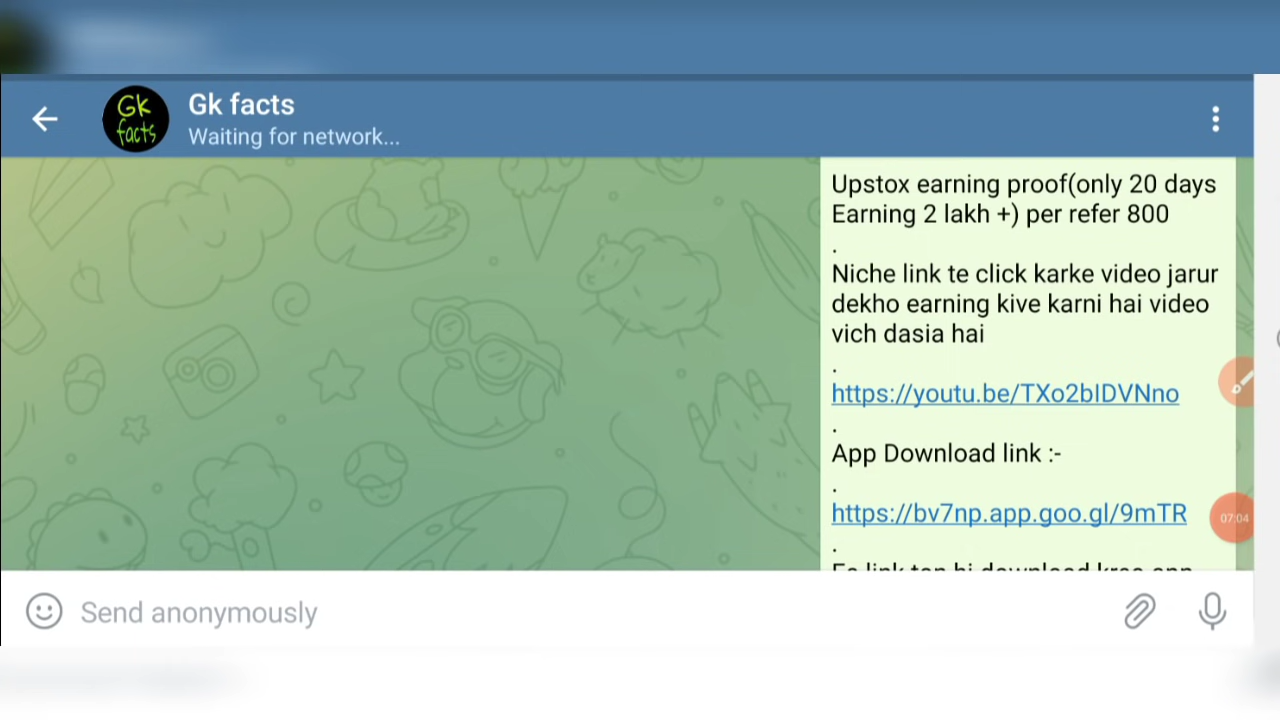 Gk facts
Gk
facts
Waiting for network...
Upstox earning proof(only 20 days
Earning 2 lakh +) per refer 800
.
Niche link te click karke video jarur
dekho earning kive karni hai video
vich dasia hai
.
https://youtu.be/TXo2bIDVNno
.
App Download link :-
.
https://bv7np.app.goo.gl/9mTR
07:04
.
Send anonymously